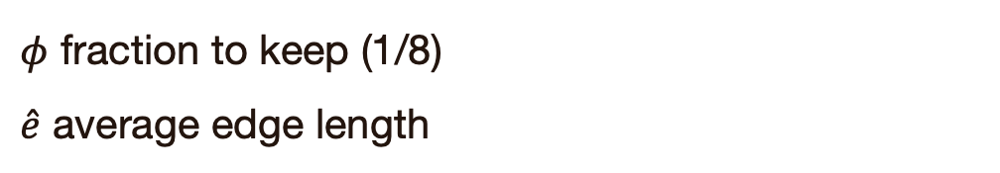 ϕ fraction to keep (1/8)
ê average edge length